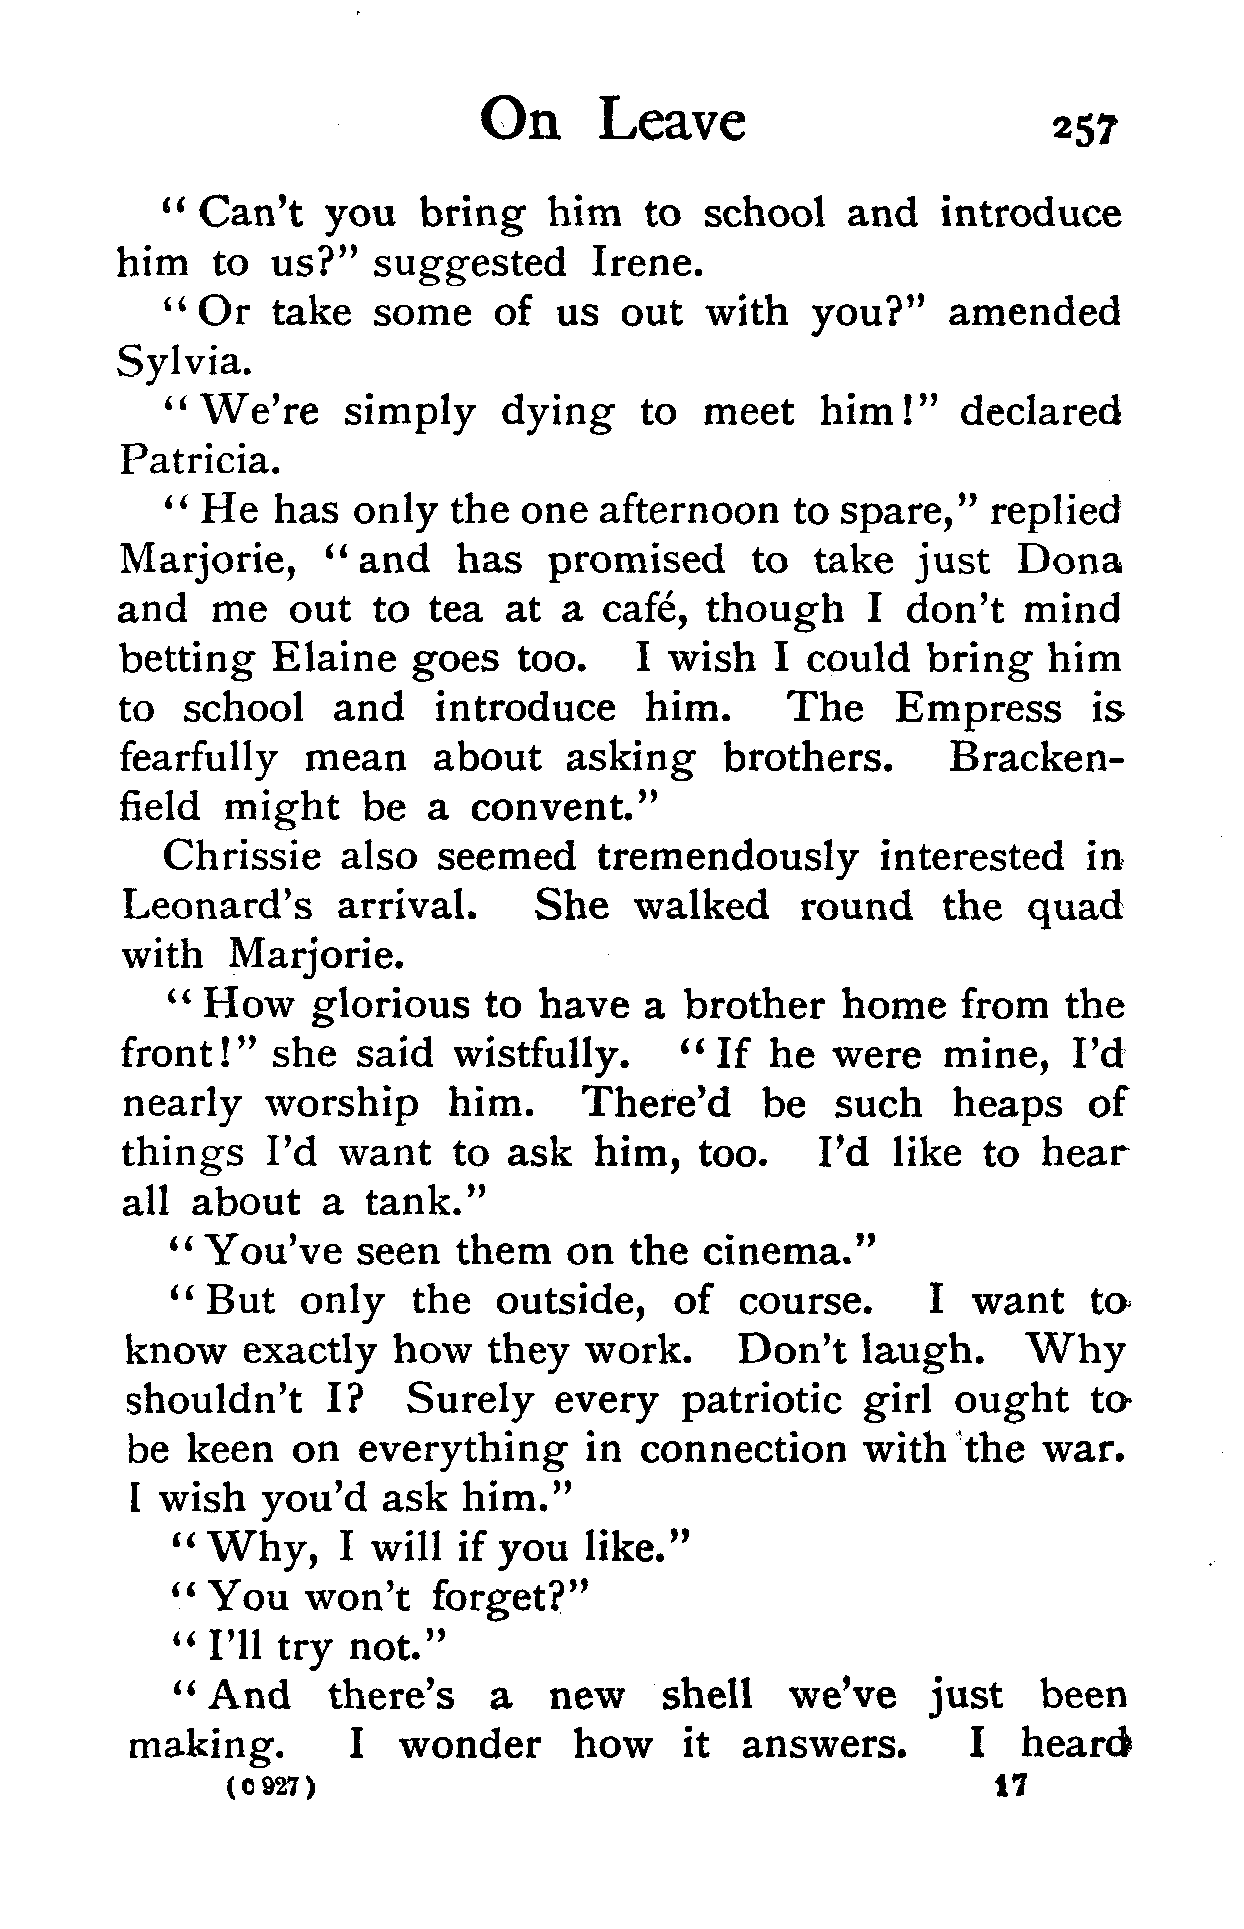 On Leave 257
“ Can’t you bring him to school and introduce
him to us?” suggested Irene.
“ Or take some of us out with you?” amended
Sylvia.
“ We’re simply dying to meet him!” declared
Patricia.
“ He has only the one afternoon to spare,” replied
Marjorie, “ and has promised to take just Dona
and me out to tea at a café, though I don’t mind
betting Elaine goes too. I wish I could bring him
to school and introduce him. The Empress is
fearfully mean about asking brothers. Bracken-
field might be a convent.”
Chrissie also seemed tremendously interested in
Leonard’s arrival. She walked round the quad
with Marjorie.
“ How glorious to have a brother home from the
front!” she said wistfully. “ If he were mine, I’d
nearly worship him. There’d be such heaps of
things I’d want to ask him, too. I’d like to hear
all about a tank.”
“ You’ve seen them on the cinema.”
“ But only the outside, of course. I want to
know exactly how they work. Don’t laugh. Why
shouldn’t I? Surely every patriotic girl ought to
be keen on everything in connection with the war.
I wish you’d ask him.”
“ Why, I will if you like.”
“ You won’t forget?”
“ I’ll try not.”
“ And there’s a new shell we’ve just been
making. I wonder how it answers. I heard
(C 927) 17